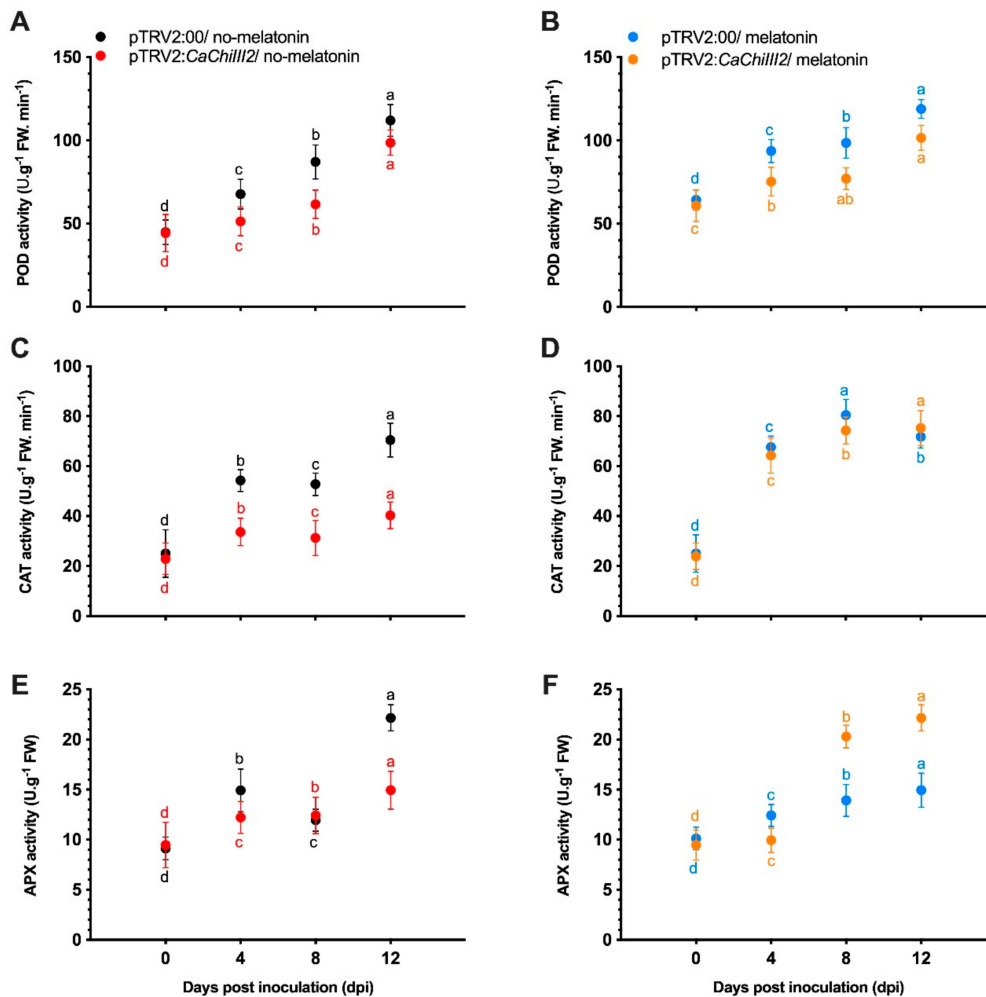 A
pTRV2:00/ no-melatonin
pTRV2:CaChiIII2/ no-melatonin
150
100
50
0
POD activity (U.g⁻¹ FW. min⁻¹)
d
d
c
c
b
b
a
a
B
pTRV2:00/ melatonin
pTRV2:CaChiIII2/ melatonin
150
100
50
0
POD activity (U.g⁻¹ FW. min⁻¹)
d
c
c
b
b
ab
a
a
C
100
80
60
40
20
0
CAT activity (U.g⁻¹ FW. min⁻¹)
d
d
b
b
c
c
a
a
D
100
80
60
40
20
0
CAT activity (U.g⁻¹ FW. min⁻¹)
d
d
c
c
a
b
a
b
E
25
20
15
10
5
0
APX activity (U.g⁻¹ FW)
d
d
b
c
b
c
a
a
0 4 8 12
Days post inoculation (dpi)
F
25
20
15
10
5
0
APX activity (U.g⁻¹ FW)
d
d
c
c
b
b
a
a
0 4 8 12
Days post inoculation (dpi)